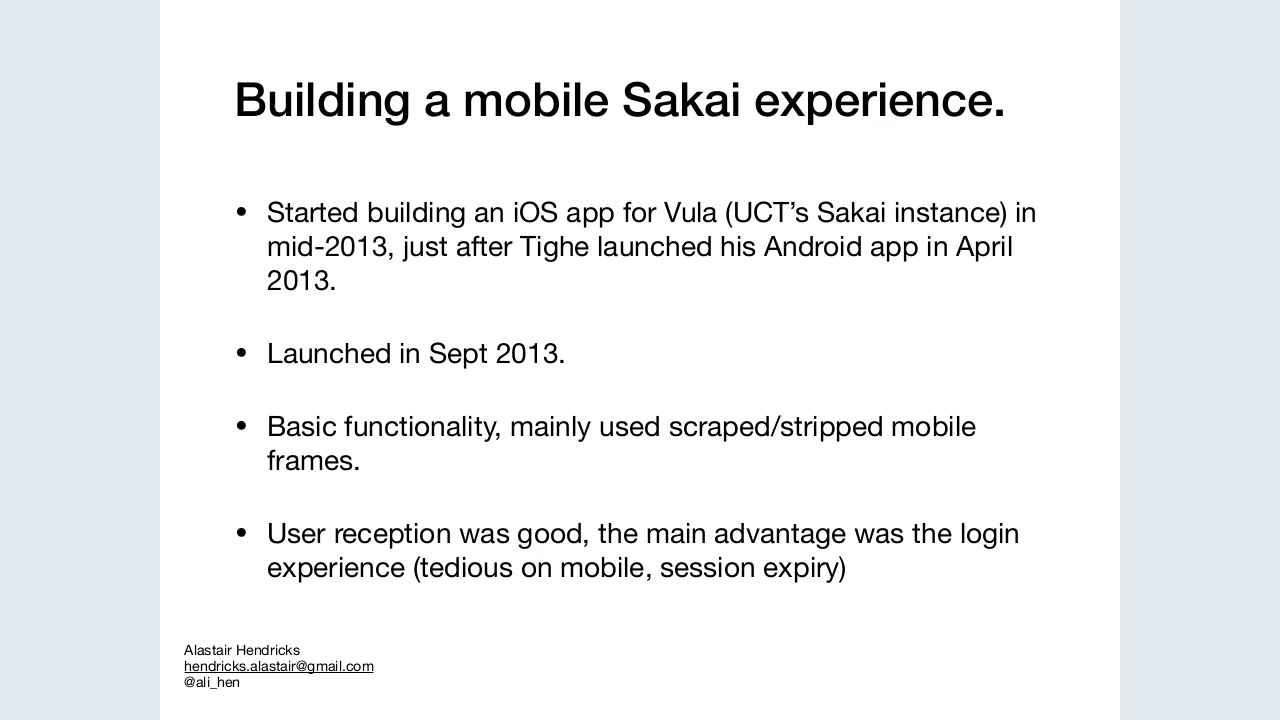 Building a mobile Sakai experience.
• Started building an iOS app for Vula (UCT’s Sakai instance) in
mid-2013, just after Tighe launched his Android app in April
2013.
• Launched in Sept 2013.
• Basic functionality, mainly used scraped/stripped mobile
frames.
• User reception was good, the main advantage was the login
experience (tedious on mobile, session expiry)
Alastair Hendricks
hendricks.alastair@gmail.com
@ali_hen